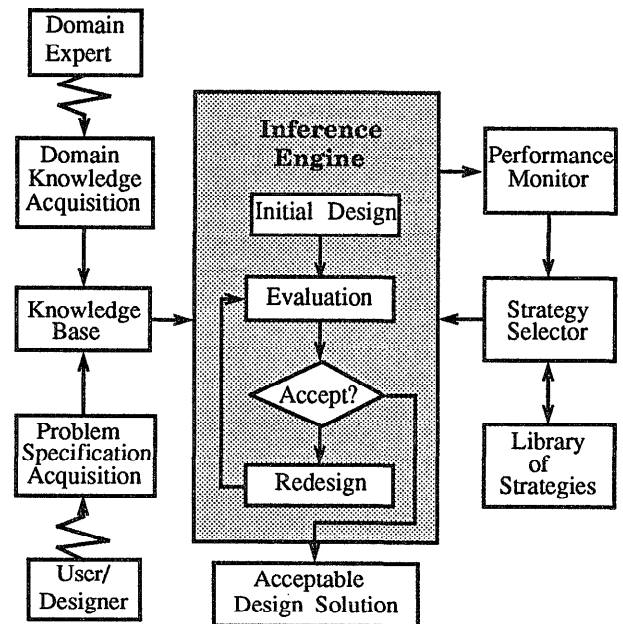 Domain
Expert
Domain
Knowledge
Acquisition
Knowledge
Base
Problem
Specification
Acquisition
User/
Designer
Inference
Engine
Initial Design
Evaluation
Accept?
Redesign
Acceptable
Design Solution
Performance
Monitor
Strategy
Selector
Library
of
Strategies